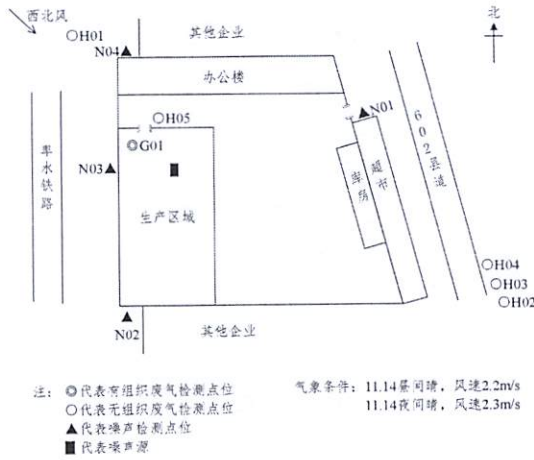 西北风
H01
其他企业
北
N04
办公楼
H05
N01
G01
602县道
N03
超市
库房
生产区域
H04
H03
H02
N02
其他企业
注：◎代表有组织废气检测点位
○代表无组织废气检测点位
▲代表噪声检测点位
■代表噪声源
气象条件：11.14昼间晴，风速2.2m/s
11.14夜间晴，风速2.3m/s